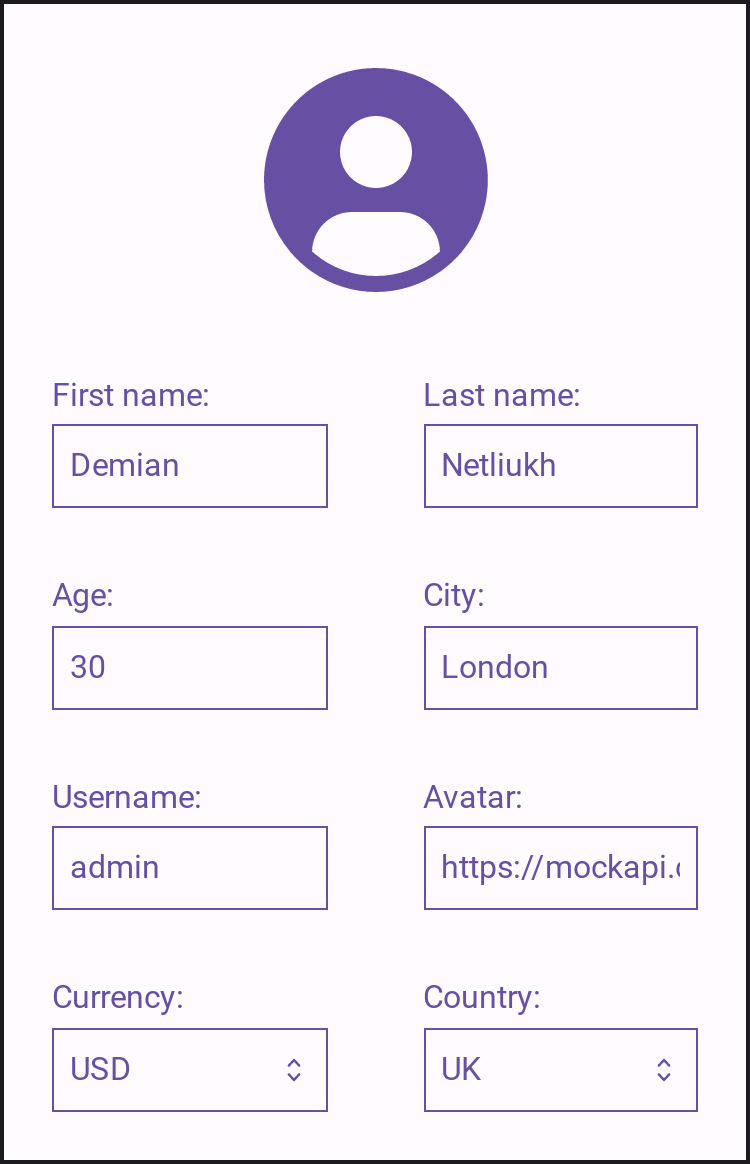 First name:
Last name:
Demian
Netliukh
Age:
City:
30
London
Username:
Avatar:
admin
https://mockapi.
Currency:
Country:
USD
UK